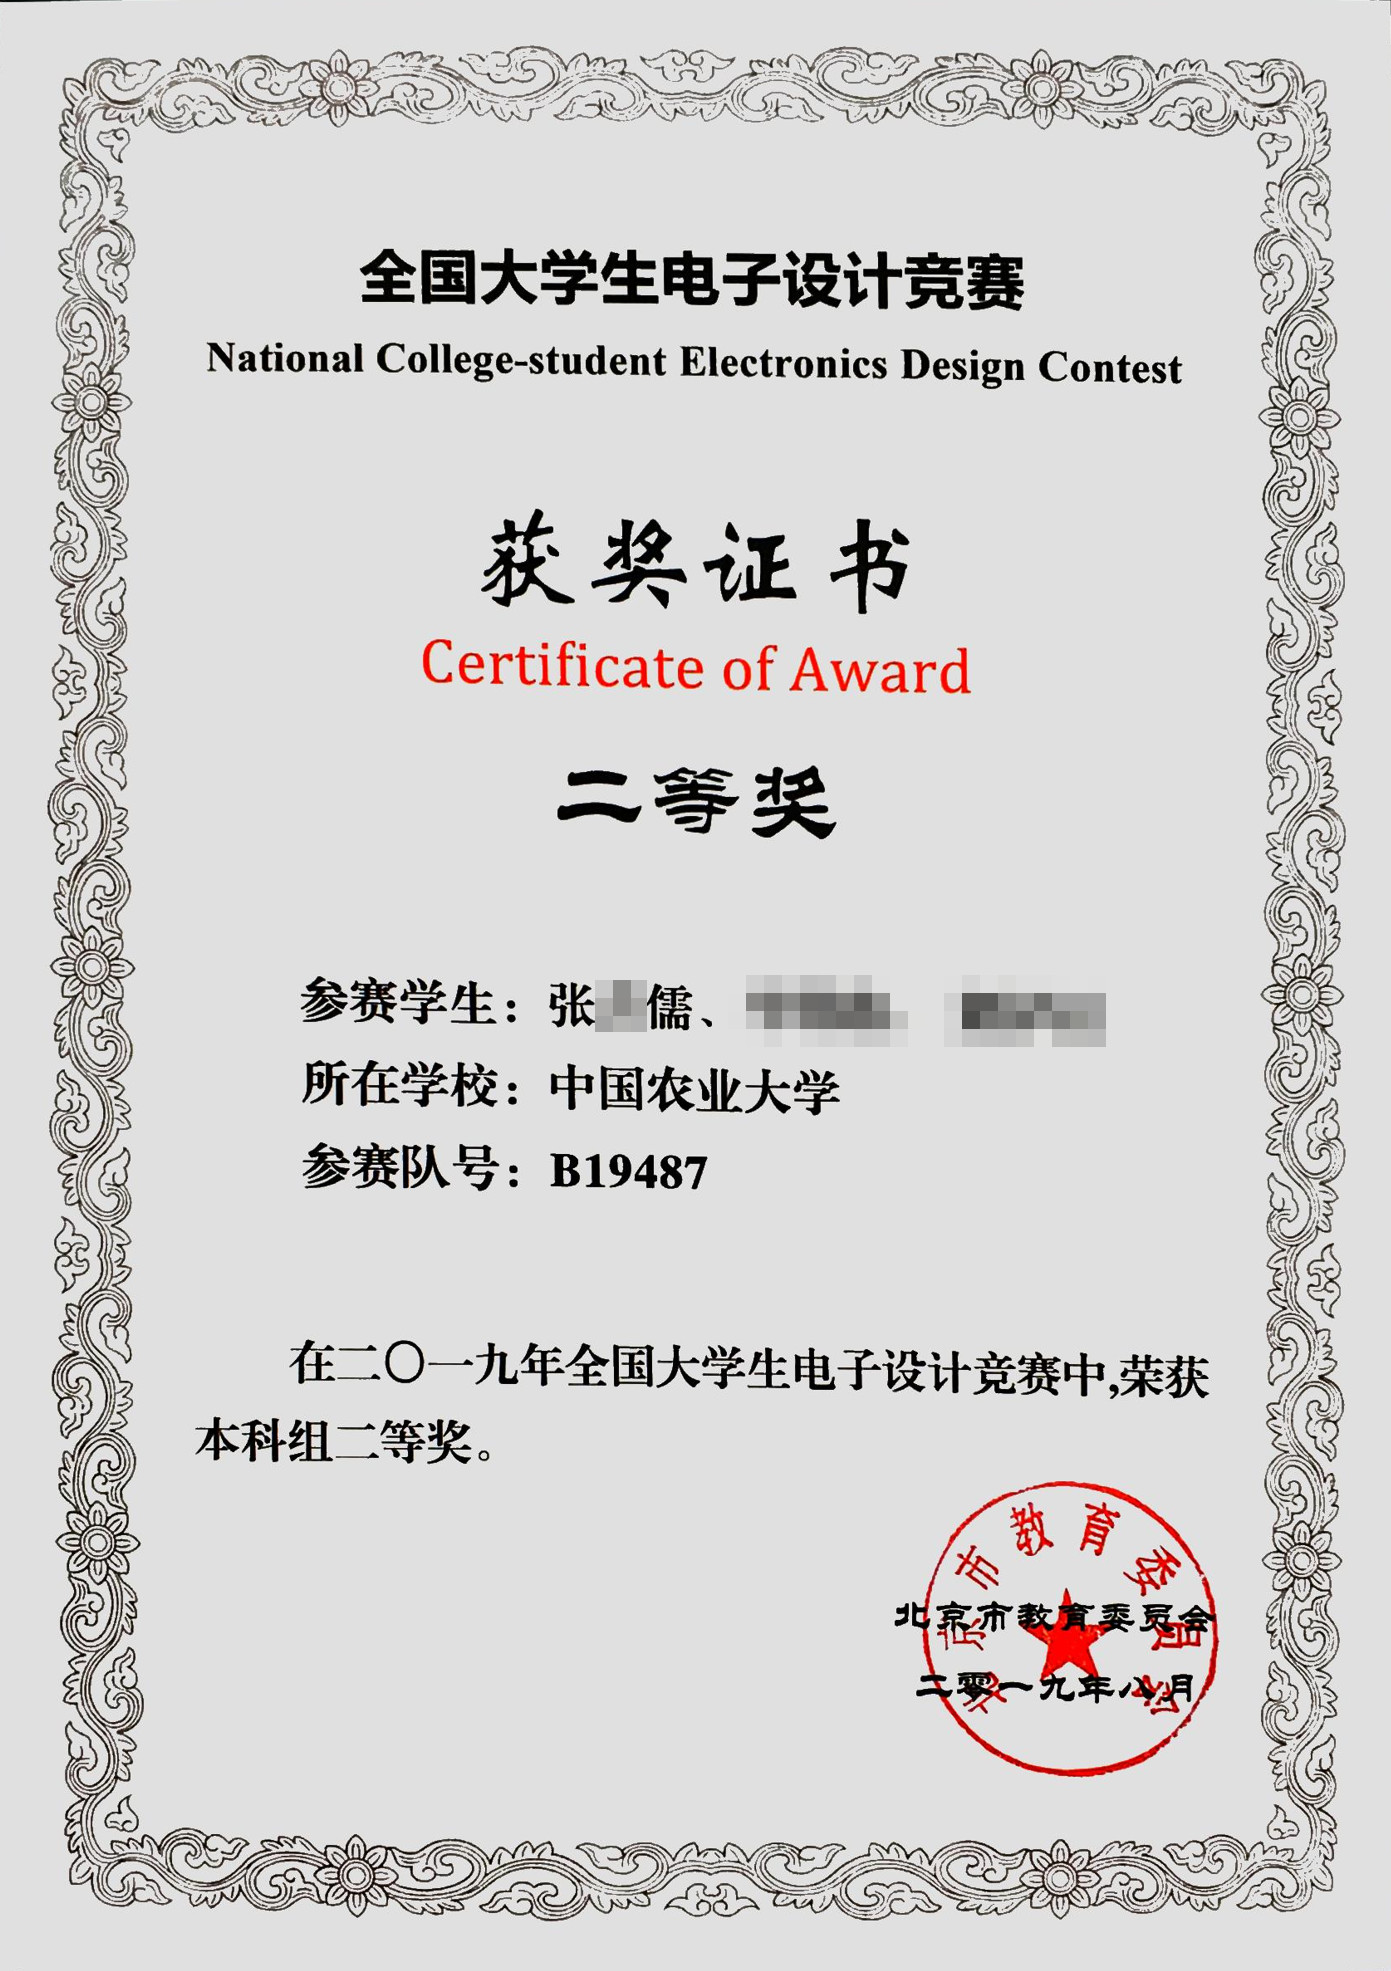 全国大学生电子设计竞赛
National College-student Electronics Design Contest
获奖证书
Certificate of Award
二等奖
参赛学生：张儒、
所在学校：中国农业大学
参赛队号：B19487
在二〇一九年全国大学生电子设计竞赛中,荣获
本科组二等奖。
北京市教育委员会
北京市教育委员会
二零一九年八月